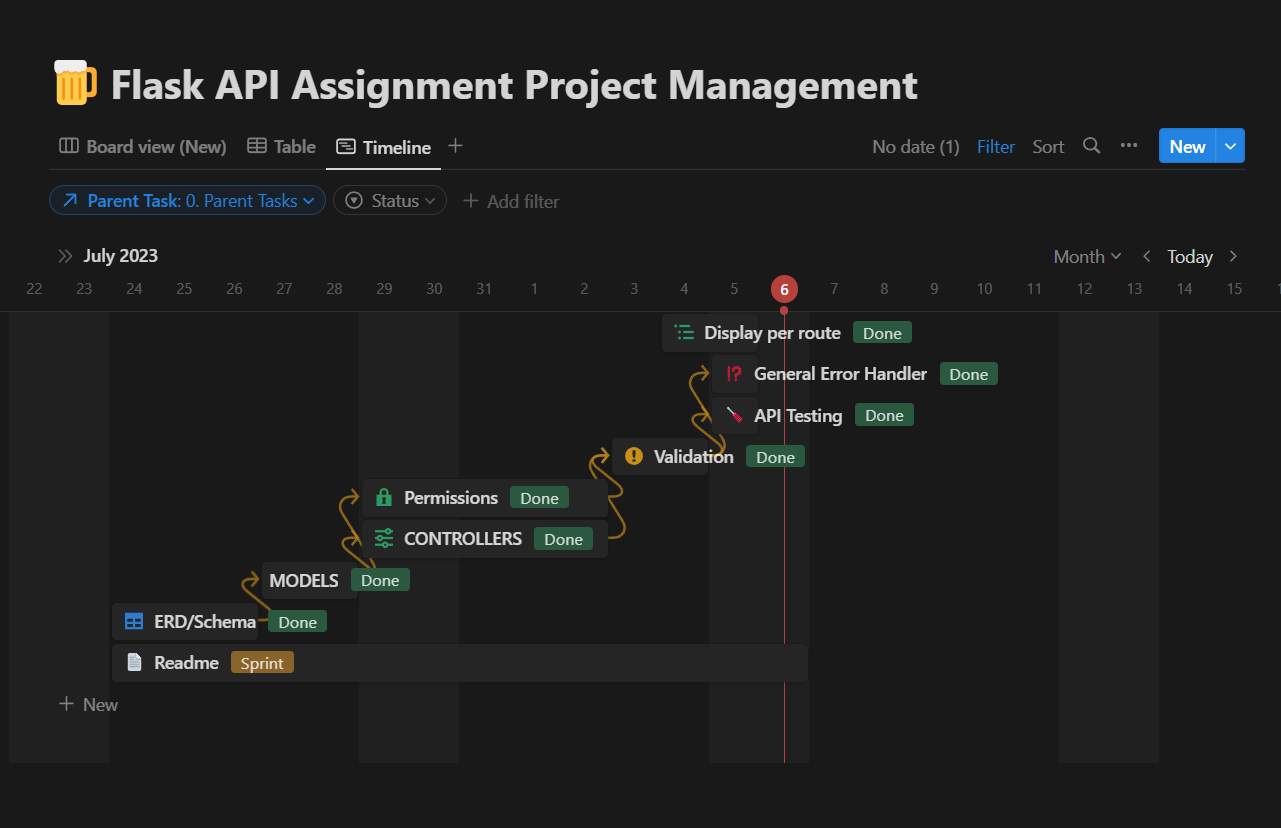 Flask API Assignment Project Management
Board view (New) Table Timeline No date (1) Filter Sort New
Parent Task: 0. Parent Tasks Status Add filter
July 2023 Month Today
22 23 24 25 26 27 28 29 30 31 1 2 3 4 5 6 7 8 9 10 11 12 13 14 15
Display per route Done
General Error Handler Done
API Testing Done
Validation Done
Permissions Done
CONTROLLERS Done
MODELS Done
ERD/Schema Done
Readme Sprint
New